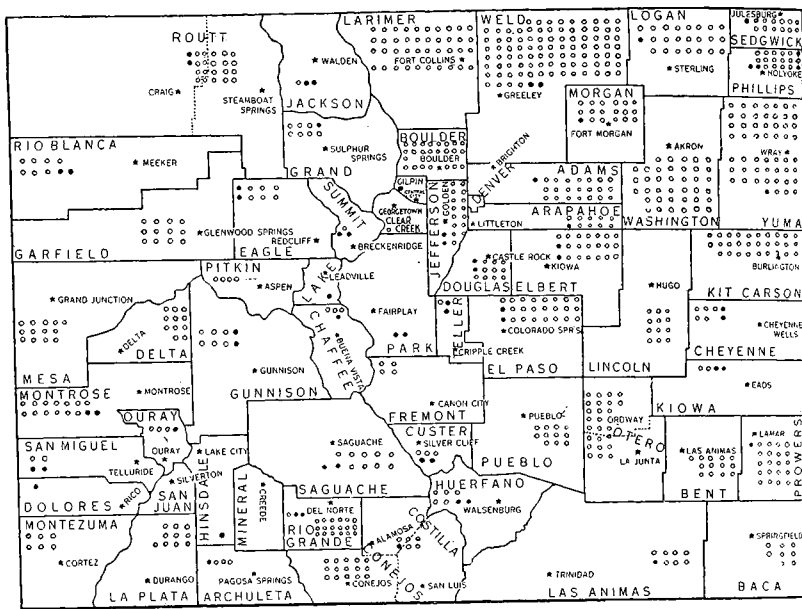 LARIMER
WELD
LOGAN
JULESBURG
SEDGWICK
ROUTT
WALDEN
FORT COLLINS
STERLING
HOLYOKE
PHILLIPS
CRAIG
STEAMBOAT
SPRINGS
JACKSON
GREELEY
MORGAN
FORT MORGAN
RIO BLANCA
MEEKER
SULPHUR
SPRINGS
GRAND
BOULDER
BOULDER
BRIGHTON
AKRON
WRAY
GILPIN
CENTRAL
CITY
GEORGETOWN
CLEAR
CREEK
SUMMIT
GOLDEN
JEFFERSON
DENVER
ADAMS
ARAPAHOE
LITTLETON
WASHINGTON
YUMA
GARFIELD
GLENWOOD SPRINGS
REDCLIFF
EAGLE
BRECKENRIDGE
PITKIN
ASPEN
LAKE
LEADVILLE
CASTLE ROCK
KIOWA
DOUGLAS
ELBERT
HUGO
BURLINGTON
KIT CARSON
GRAND JUNCTION
DELTA
DELTA
MESA
CHAFFEE
BUENA VISTA
FAIRPLAY
PARK
TELLER
COLORADO SPR'S
CRIPPLE CREEK
EL PASO
LINCOLN
CHEYENNE
WELLS
CHEYENNE
MONTROSE
MONTROSE
GUNNISON
GUNNISON
CANON CITY
FREMONT
EADS
KIOWA
OURAY
OURAY
SAN MIGUEL
TELLURIDE
LAKE CITY
SILVERTON
SAGUACHE
SAGUACHE
CUSTER
SILVER CLIFF
PUEBLO
PUEBLO
ORDWAY
OTERO
LA JUNTA
LAS ANIMAS
BENT
LAMAR
PROWERS
DOLORES
RICO
SAN
JUAN
HINSDALE
MINERAL
CREEDE
DEL NORTE
RIO
GRANDE
HUERFANO
WALSENBURG
COSTILLA
ALAMOSA
CONEJOS
CONEJOS
SAN LUIS
MONTEZUMA
CORTEZ
DURANGO
LA PLATA
PAGOSA SPRINGS
ARCHULETA
TRINIDAD
LAS ANIMAS
SPRINGFIELD
BACA